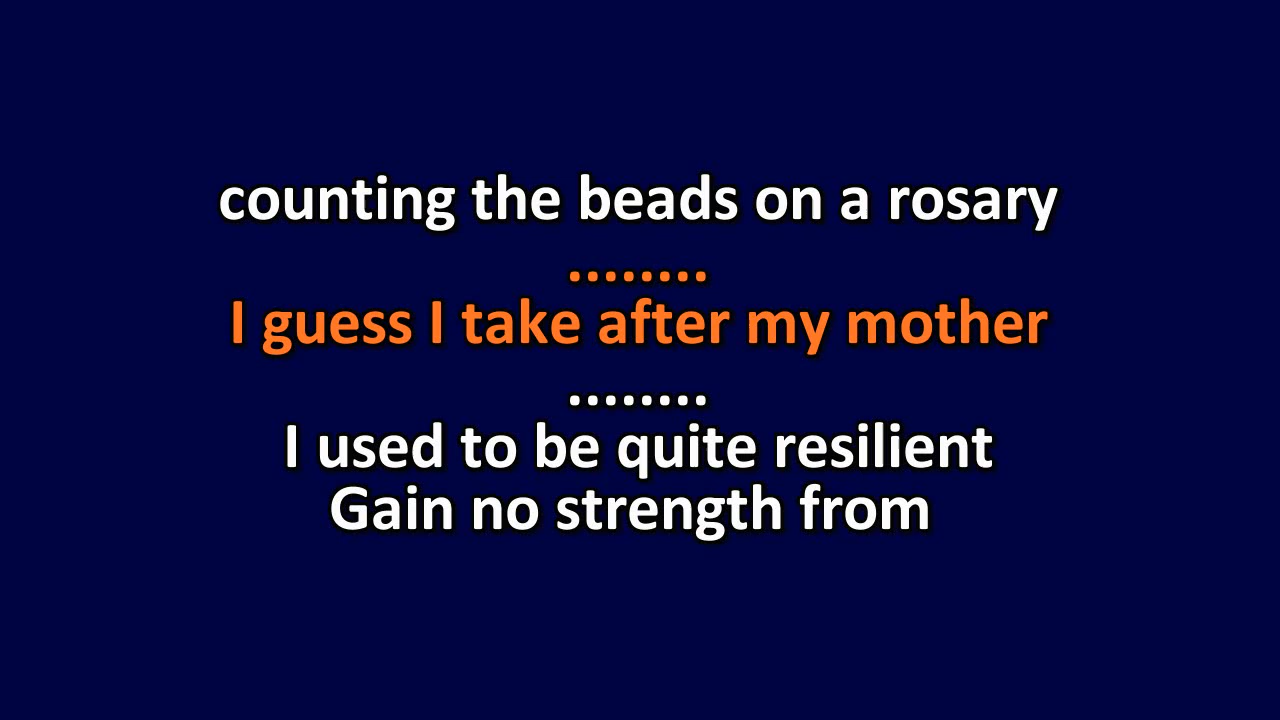 counting the beads on a rosary
........
I guess I take after my mother
........
I used to be quite resilient
Gain no strength from